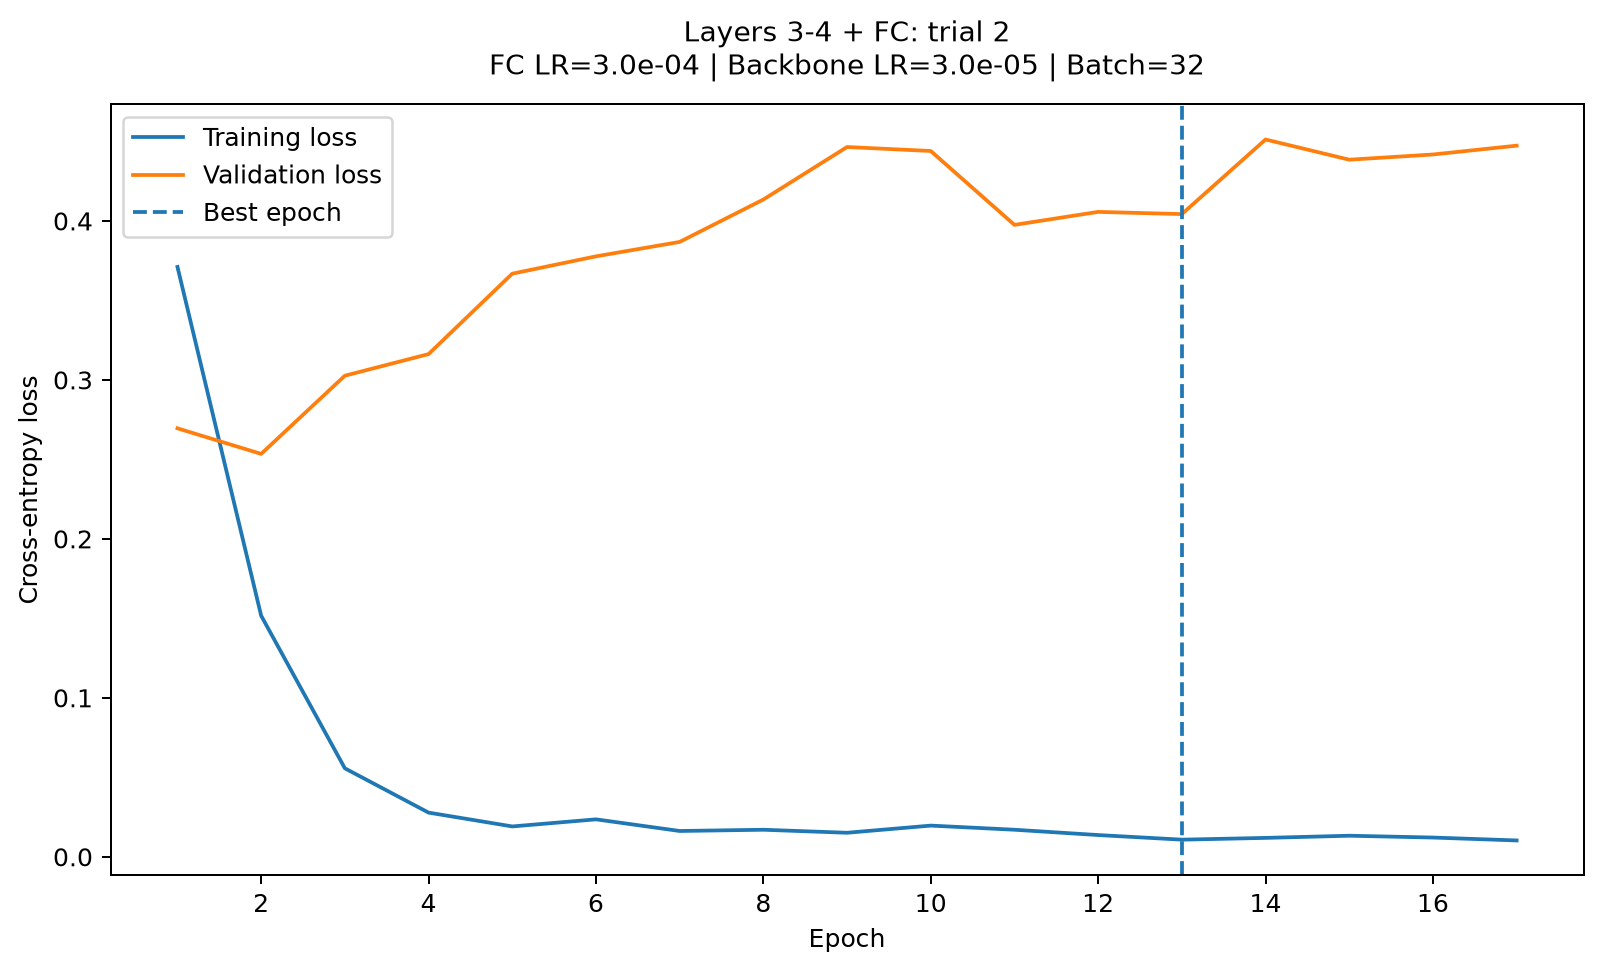 Layers 3-4 + FC: trial 2
FC LR=3.0e-04 | Backbone LR=3.0e-05 | Batch=32
Training loss
Validation loss
Best epoch
Cross-entropy loss
0.4
0.3
0.2
0.1
0.0
2 4 6 8 10 12 14 16
Epoch